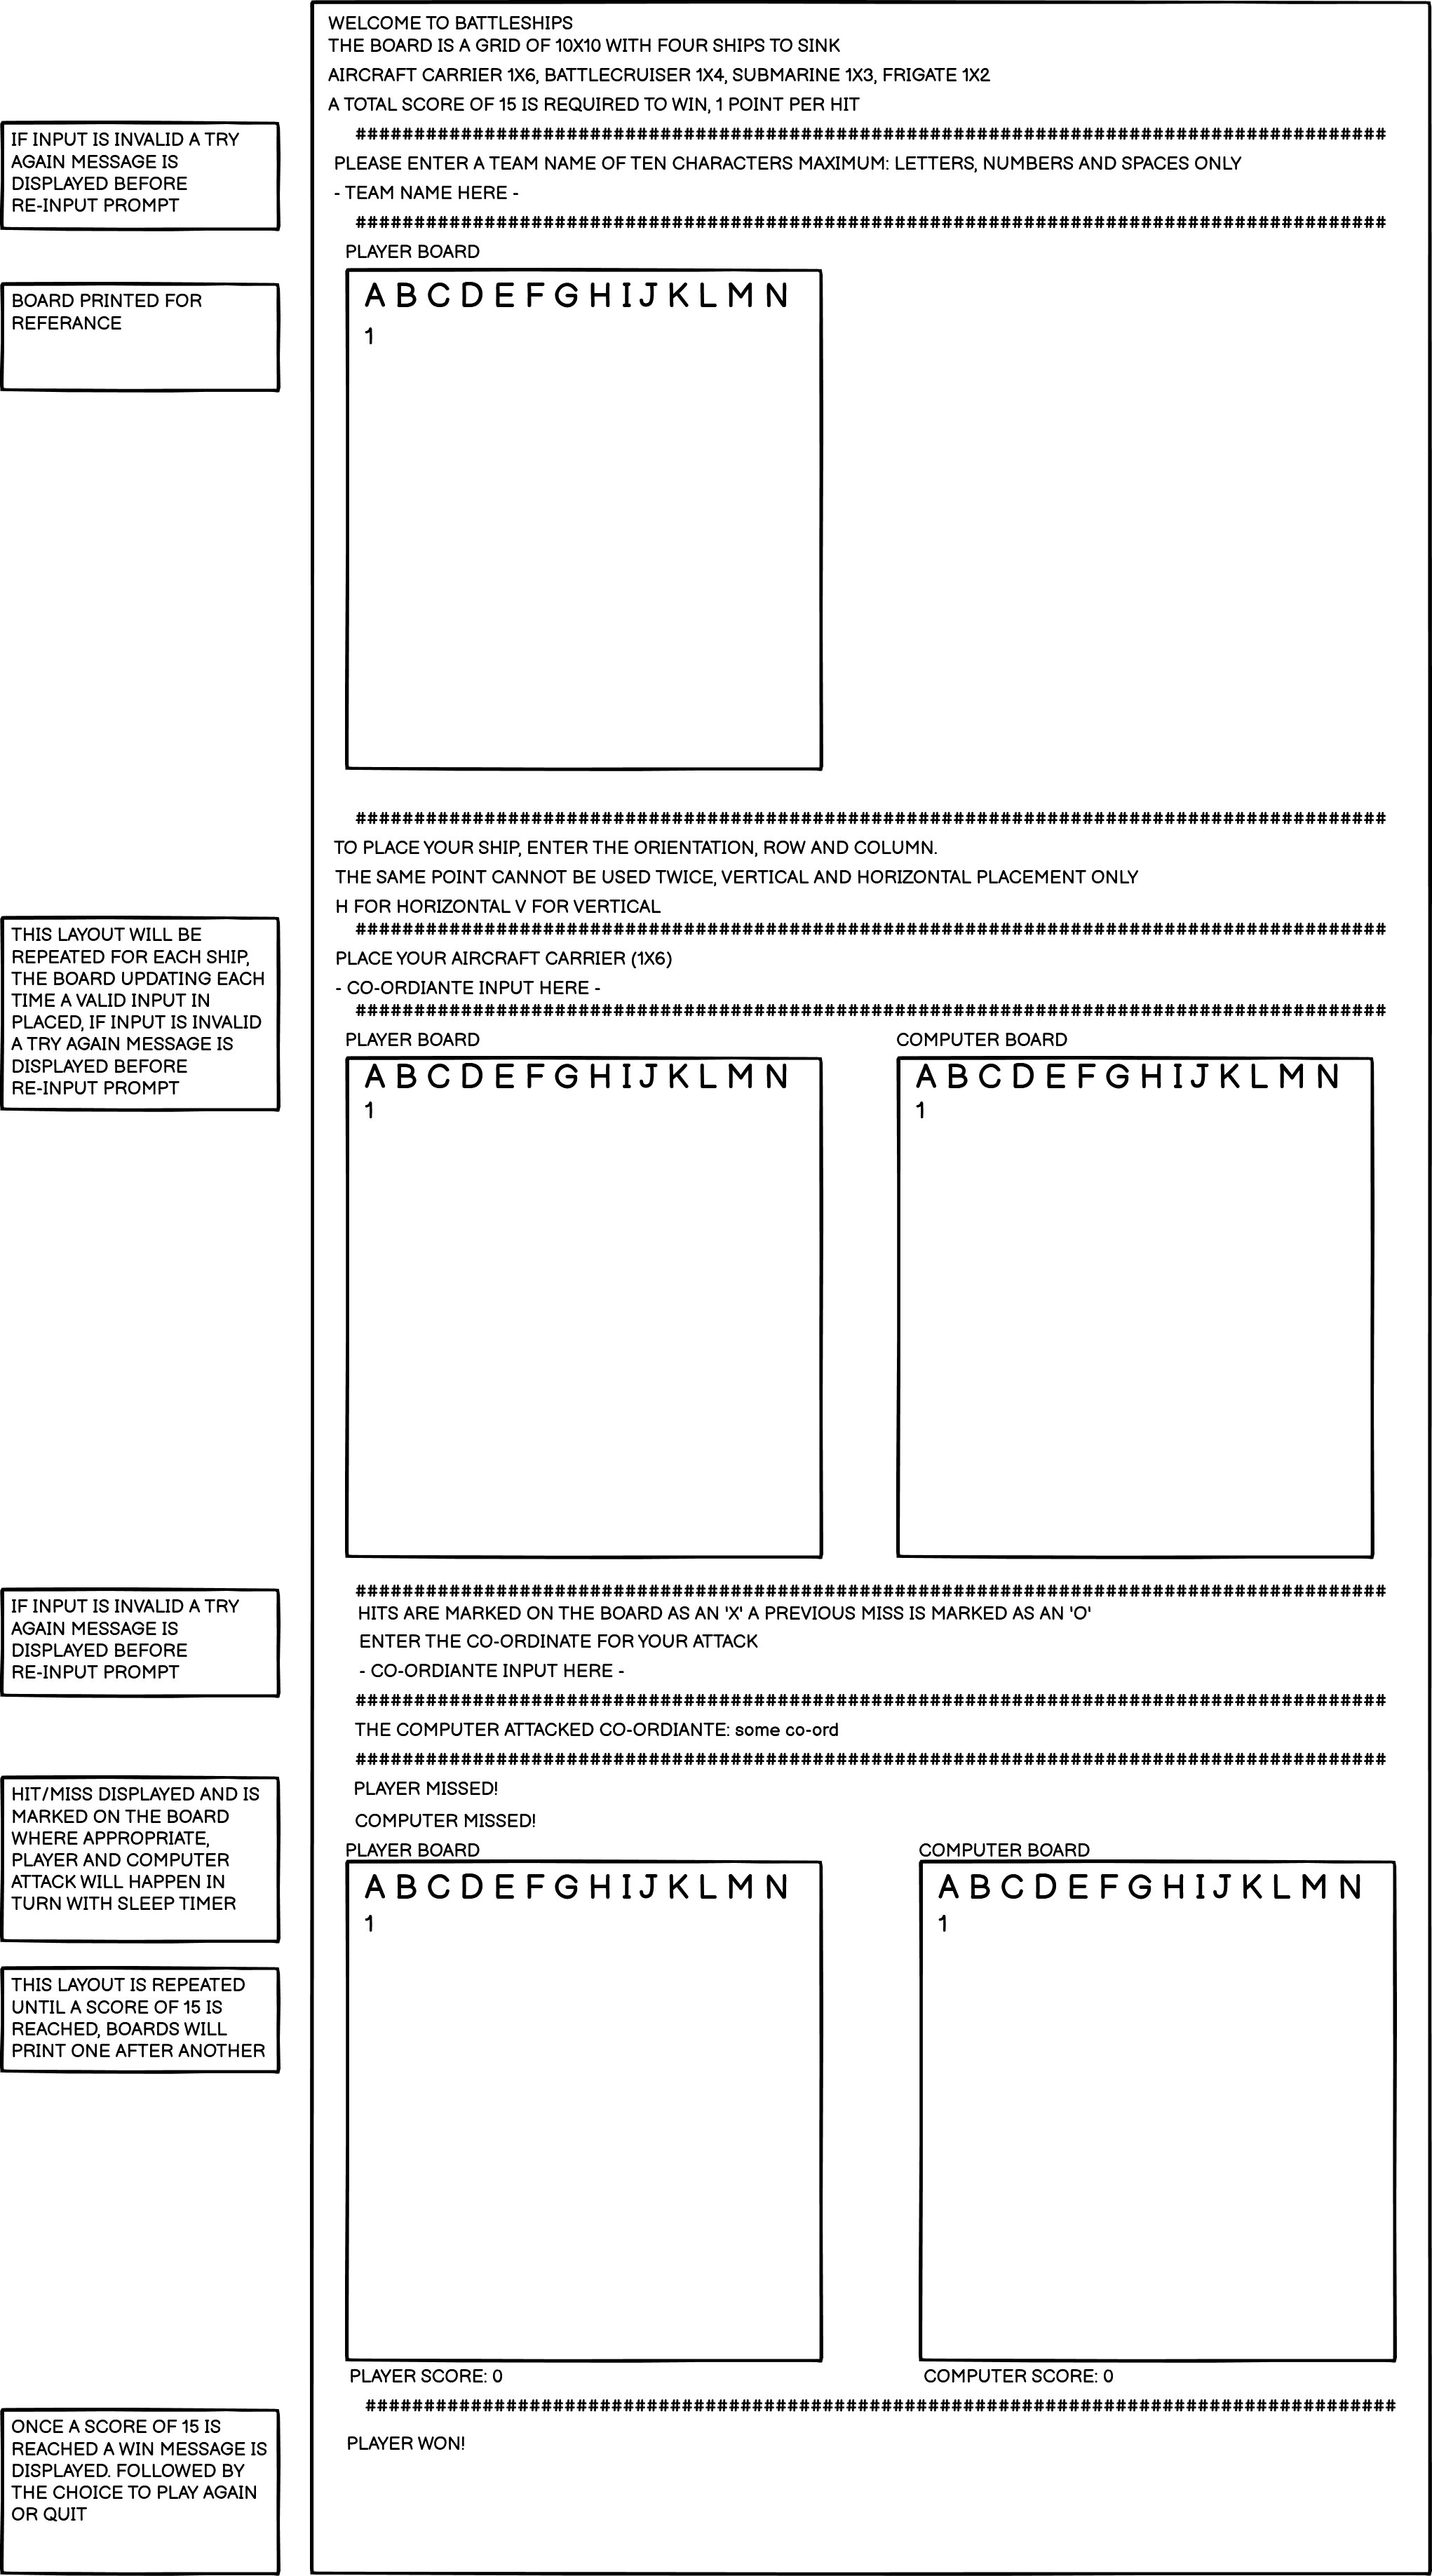 WELCOME TO BATTLESHIPS
THE BOARD IS A GRID OF 10X10 WITH FOUR SHIPS TO SINK
AIRCRAFT CARRIER 1X6, BATTLECRUISER 1X4, SUBMARINE 1X3, FRIGATE 1X2
A TOTAL SCORE OF 15 IS REQUIRED TO WIN, 1 POINT PER HIT
########################################################################################
IF INPUT IS INVALID A TRY
AGAIN MESSAGE IS
DISPLAYED BEFORE
RE-INPUT PROMPT
PLEASE ENTER A TEAM NAME OF TEN CHARACTERS MAXIMUM: LETTERS, NUMBERS AND SPACES ONLY
- TEAM NAME HERE -
########################################################################################
PLAYER BOARD
BOARD PRINTED FOR
REFERANCE
A B C D E F G H I J K L M N
1
########################################################################################
TO PLACE YOUR SHIP, ENTER THE ORIENTATION, ROW AND COLUMN.
THE SAME POINT CANNOT BE USED TWICE, VERTICAL AND HORIZONTAL PLACEMENT ONLY
H FOR HORIZONTAL V FOR VERTICAL
########################################################################################
THIS LAYOUT WILL BE
REPEATED FOR EACH SHIP,
THE BOARD UPDATING EACH
TIME A VALID INPUT IN
PLACED, IF INPUT IS INVALID
A TRY AGAIN MESSAGE IS
DISPLAYED BEFORE
RE-INPUT PROMPT
PLACE YOUR AIRCRAFT CARRIER (1X6)
- CO-ORDIANTE INPUT HERE -
########################################################################################
PLAYER BOARD
A B C D E F G H I J K L M N
1
COMPUTER BOARD
A B C D E F G H I J K L M N
1
########################################################################################
IF INPUT IS INVALID A TRY
AGAIN MESSAGE IS
DISPLAYED BEFORE
RE-INPUT PROMPT
HITS ARE MARKED ON THE BOARD AS AN 'X' A PREVIOUS MISS IS MARKED AS AN 'O'
ENTER THE CO-ORDINATE FOR YOUR ATTACK
- CO-ORDIANTE INPUT HERE -
########################################################################################
THE COMPUTER ATTACKED CO-ORDIANTE: some co-ord
########################################################################################
HIT/MISS DISPLAYED AND IS
MARKED ON THE BOARD
WHERE APPROPRIATE,
PLAYER AND COMPUTER
ATTACK WILL HAPPEN IN
TURN WITH SLEEP TIMER
PLAYER MISSED!
COMPUTER MISSED!
THIS LAYOUT IS REPEATED
UNTIL A SCORE OF 15 IS
REACHED, BOARDS WILL
PRINT ONE AFTER ANOTHER
PLAYER BOARD
A B C D E F G H I J K L M N
1
COMPUTER BOARD
A B C D E F G H I J K L M N
1
PLAYER SCORE: 0
COMPUTER SCORE: 0
########################################################################################
ONCE A SCORE OF 15 IS
REACHED A WIN MESSAGE IS
DISPLAYED. FOLLOWED BY
THE CHOICE TO PLAY AGAIN
OR QUIT
PLAYER WON!